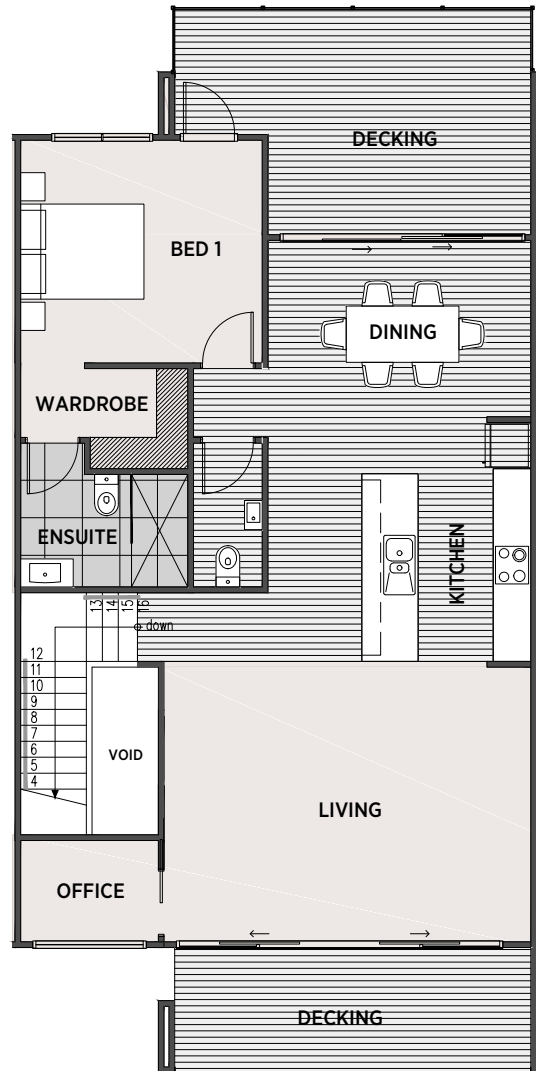 DECKING
BED 1
DINING
WARDROBE
ENSUITE
KITCHEN
13
14
15
16
down
12
11
10
9
8
7
6
5
4
VOID
LIVING
OFFICE
DECKING